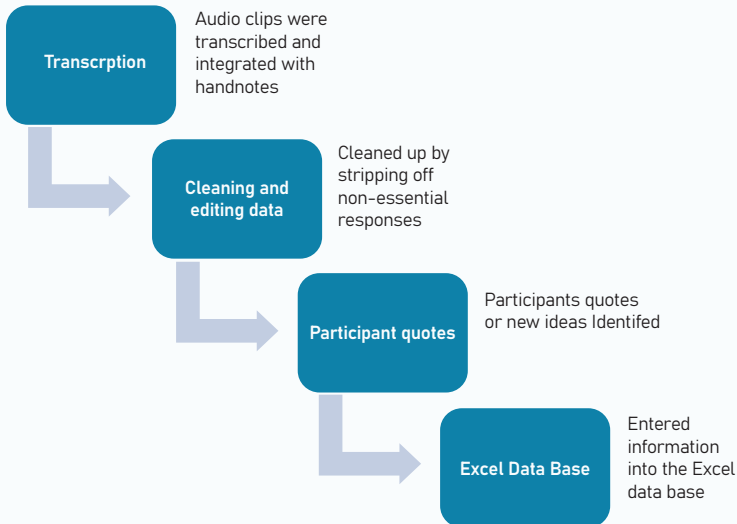 Transcrption
Audio clips were
transcribed and
integrated with
handnotes
Cleaning and
editing data
Cleaned up by
stripping off
non-essential
responses
Participant quotes
Participants quotes
or new ideas Identifed
Excel Data Base
Entered
information
into the Excel
data base